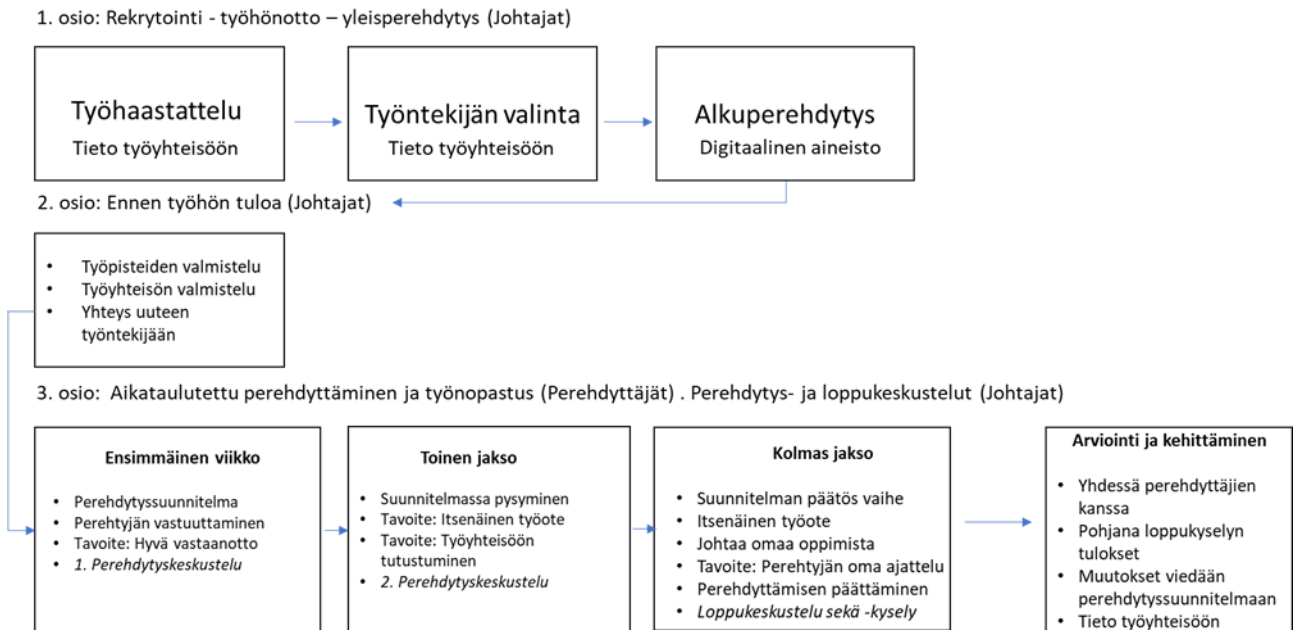 1. osio: Rekrytointi - työhönotto – yleisperehdytys (Johtajat)
Työhaastattelu
Tieto työyhteisöön
Työntekijän valinta
Tieto työyhteisöön
Alkuperehdytys
Digitaalinen aineisto
2. osio: Ennen työhön tuloa (Johtajat)
• Työpisteiden valmistelu
• Työyhteisön valmistelu
• Yhteys uuteen
työntekijään
3. osio: Aikataulutettu perehdyttäminen ja työnopastus (Perehdyttäjät) . Perehdytys- ja loppukeskustelut (Johtajat)
Ensimmäinen viikko
• Perehdytyssuunnitelma
• Perehtyjän vastuuttaminen
• Tavoite: Hyvä vastaanotto
• 1. Perehdytyskeskustelu
Toinen jakso
• Suunnitelmassa pysyminen
• Tavoite: Itsenäinen työote
• Tavoite: Työyhteisöön
tutustuminen
• 2. Perehdytyskeskustelu
Kolmas jakso
• Suunnitelman päätös vaihe
• Itsenäinen työote
• Johtaa omaa oppimista
• Tavoite: Perehtyjän oma ajattelu
• Perehdyttämisen päättäminen
• Loppukeskustelu sekä -kysely
Arviointi ja kehittäminen
• Yhdessä perehdyttäjien
kanssa
• Pohjana loppukyselyn
tulokset
• Muutokset viedään
perehdytyssuunnitelmaan
• Tieto työyhteisöön